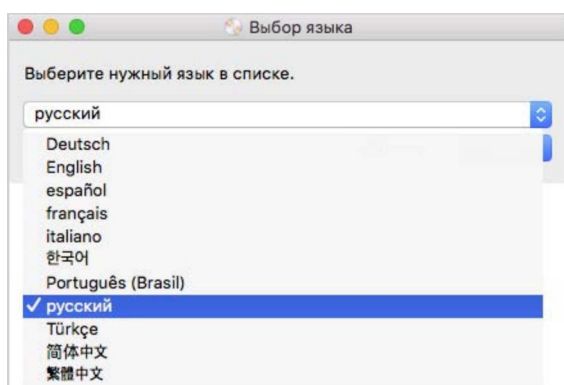 Выбор языка
Выберите нужный язык в списке.
русский
Deutsch
English
español
français
italiano
한국어
Português (Brasil)
✓ русский
Türkçe
简体中文
繁體中文